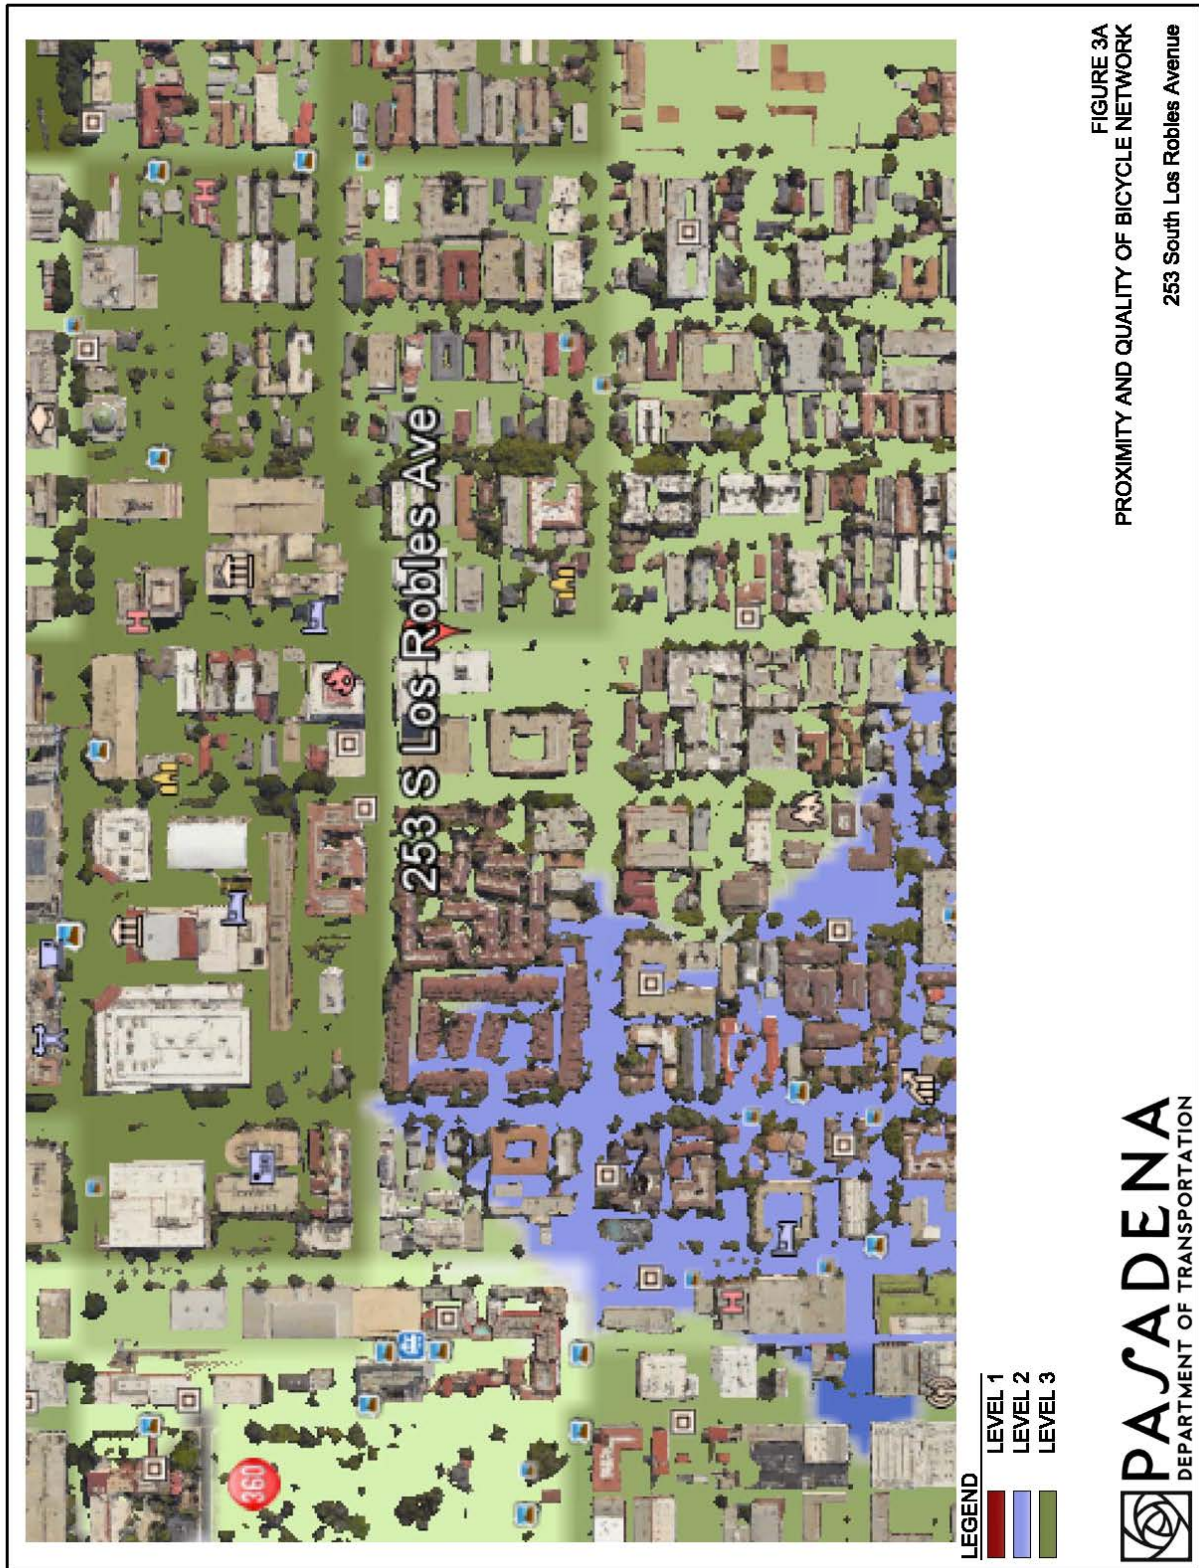 253 S Los Robles Ave
360
FIGURE 3A
PROXIMITY AND QUALITY OF BICYCLE NETWORK
253 South Los Robles Avenue
LEGEND
LEVEL 1
LEVEL 2
LEVEL 3
PASADENA
DEPARTMENT OF TRANSPORTATION